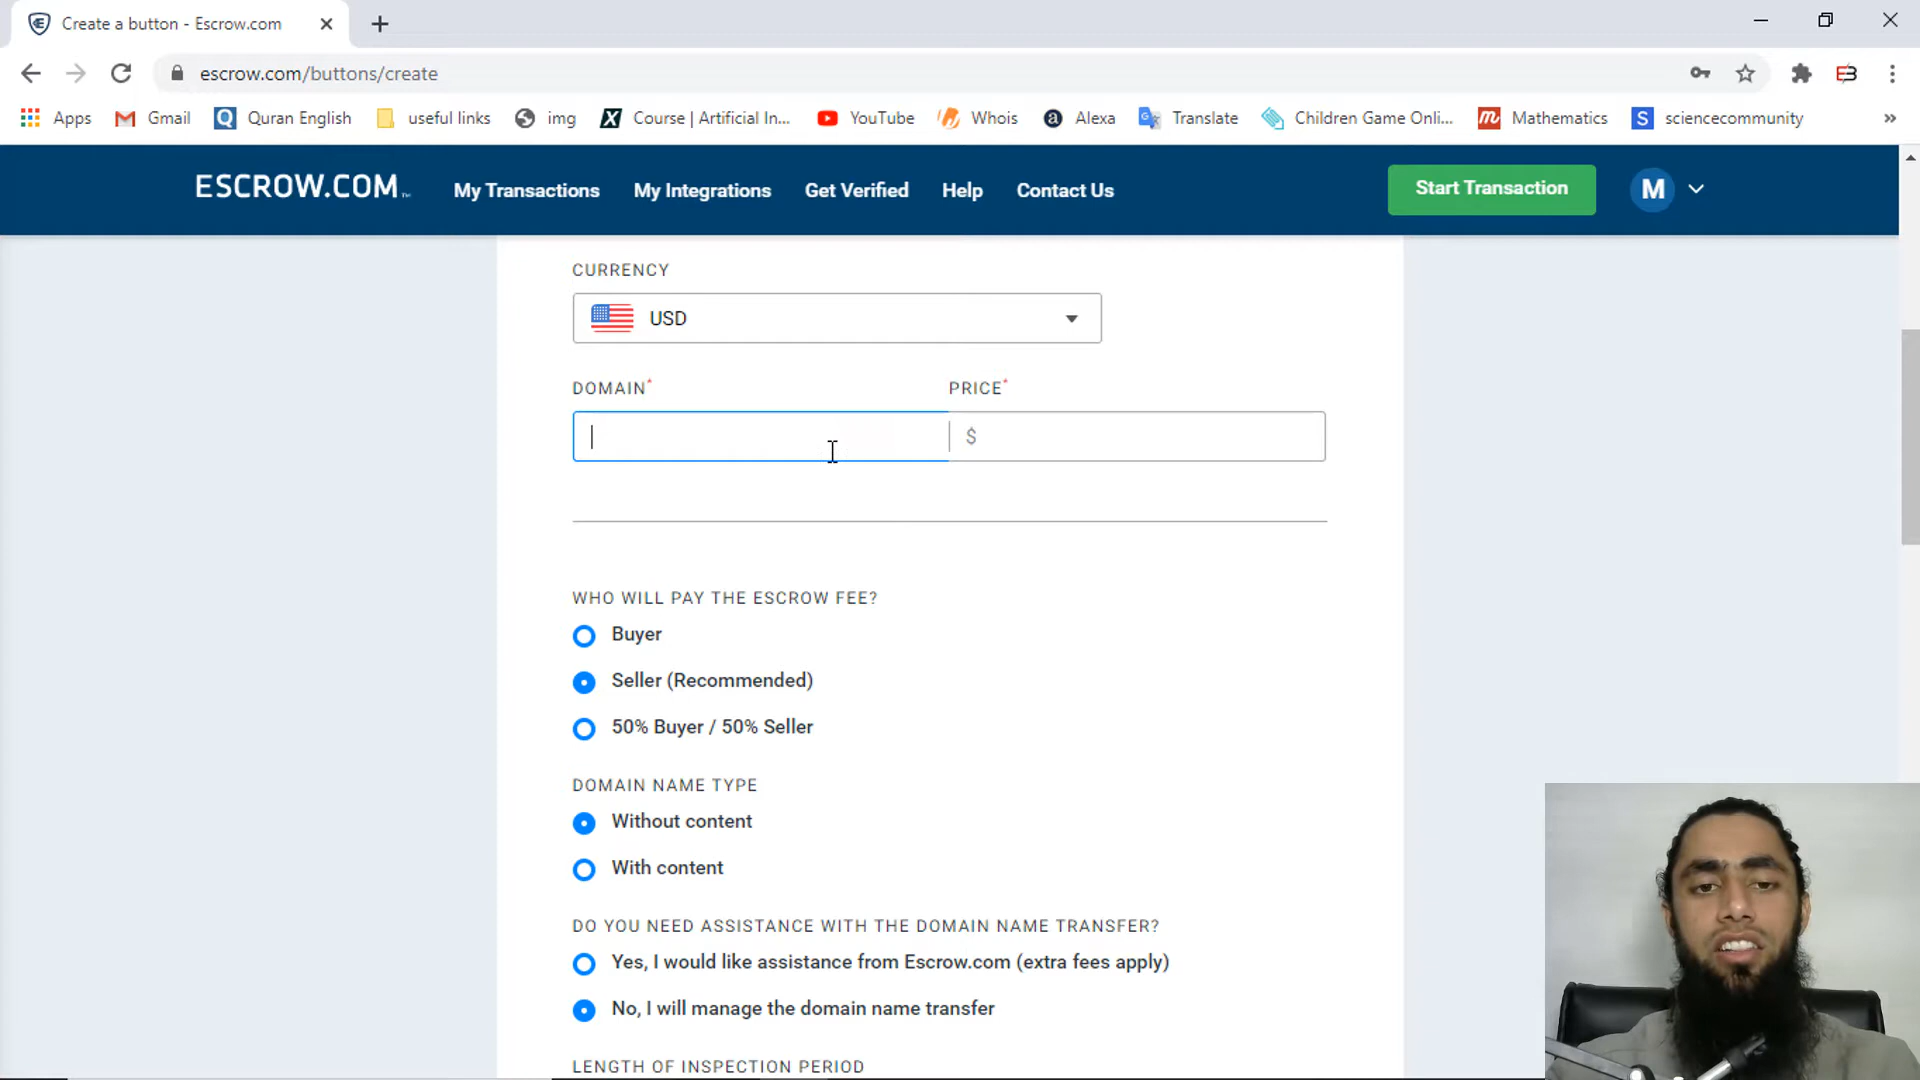 Create a button - Escrow.com
escrow.com/buttons/create
Apps Gmail Quran English useful links img Course | Artificial In... YouTube Whois Alexa Translate Children Game Onli... Mathematics sciencecommunity »
ESCROW.COM My Transactions My Integrations Get Verified Help Contact Us Start Transaction M
CURRENCY
USD
DOMAIN* PRICE*
$
WHO WILL PAY THE ESCROW FEE?
Buyer
Seller (Recommended)
50% Buyer / 50% Seller
DOMAIN NAME TYPE
Without content
With content
DO YOU NEED ASSISTANCE WITH THE DOMAIN NAME TRANSFER?
Yes, I would like assistance from Escrow.com (extra fees apply)
No, I will manage the domain name transfer
LENGTH OF INSPECTION PERIOD